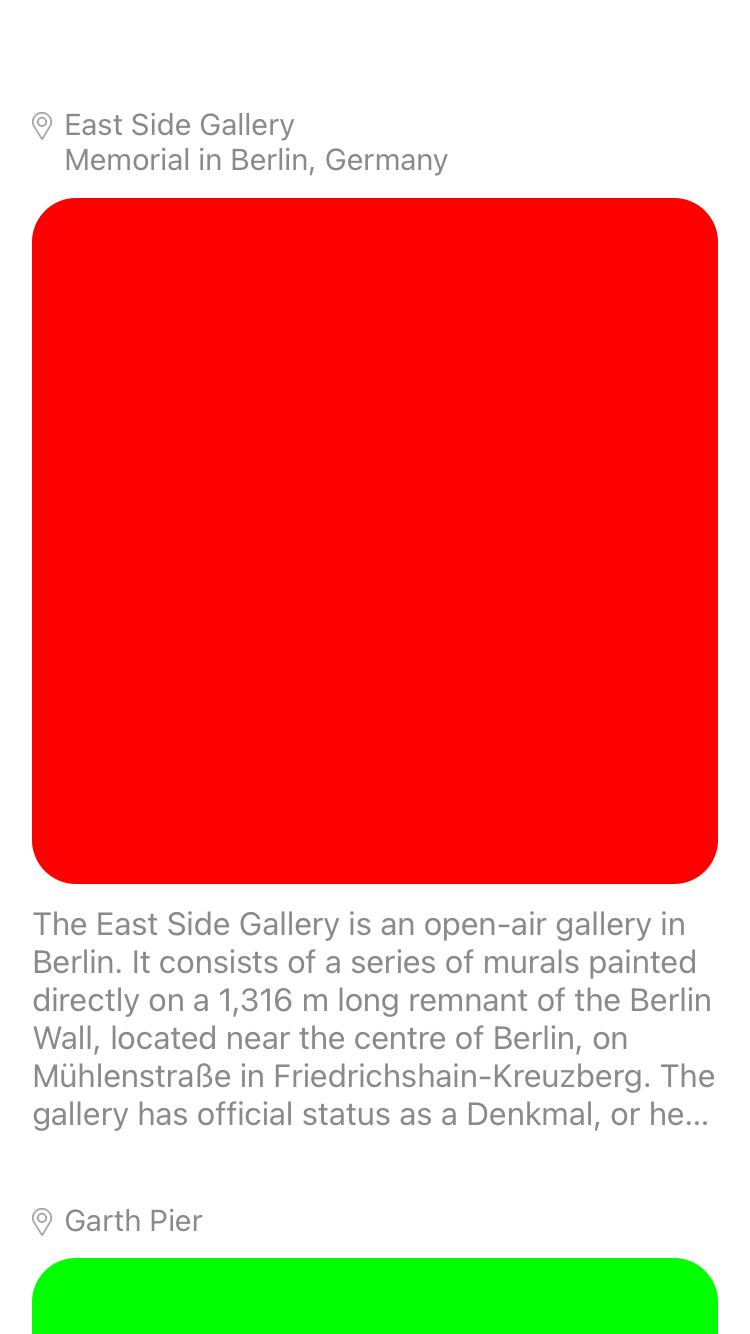 East Side Gallery
Memorial in Berlin, Germany
The East Side Gallery is an open-air gallery in
Berlin. It consists of a series of murals painted
directly on a 1,316 m long remnant of the Berlin
Wall, located near the centre of Berlin, on
Mühlenstraße in Friedrichshain-Kreuzberg. The
gallery has official status as a Denkmal, or he...
Garth Pier